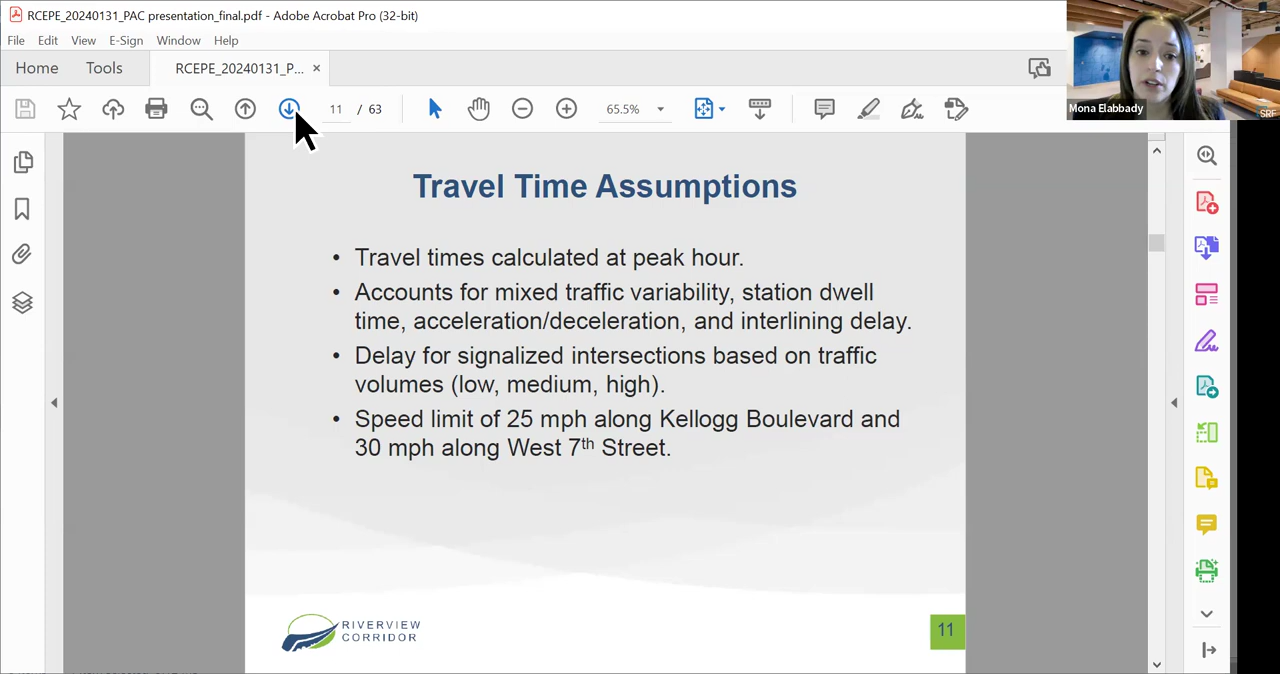 RCEPE_20240131_PAC presentation_final.pdf - Adobe Acrobat Pro (32-bit)
File Edit View E-Sign Window Help
Home Tools RCEPE_20240131_P... ×
11 / 63 65.5%
Mona Elabbady
SRF
Travel Time Assumptions
• Travel times calculated at peak hour.
• Accounts for mixed traffic variability, station dwell
time, acceleration/deceleration, and interlining delay.
• Delay for signalized intersections based on traffic
volumes (low, medium, high).
• Speed limit of 25 mph along Kellogg Boulevard and
30 mph along West 7th Street.
RIVERVIEW
CORRIDOR
11